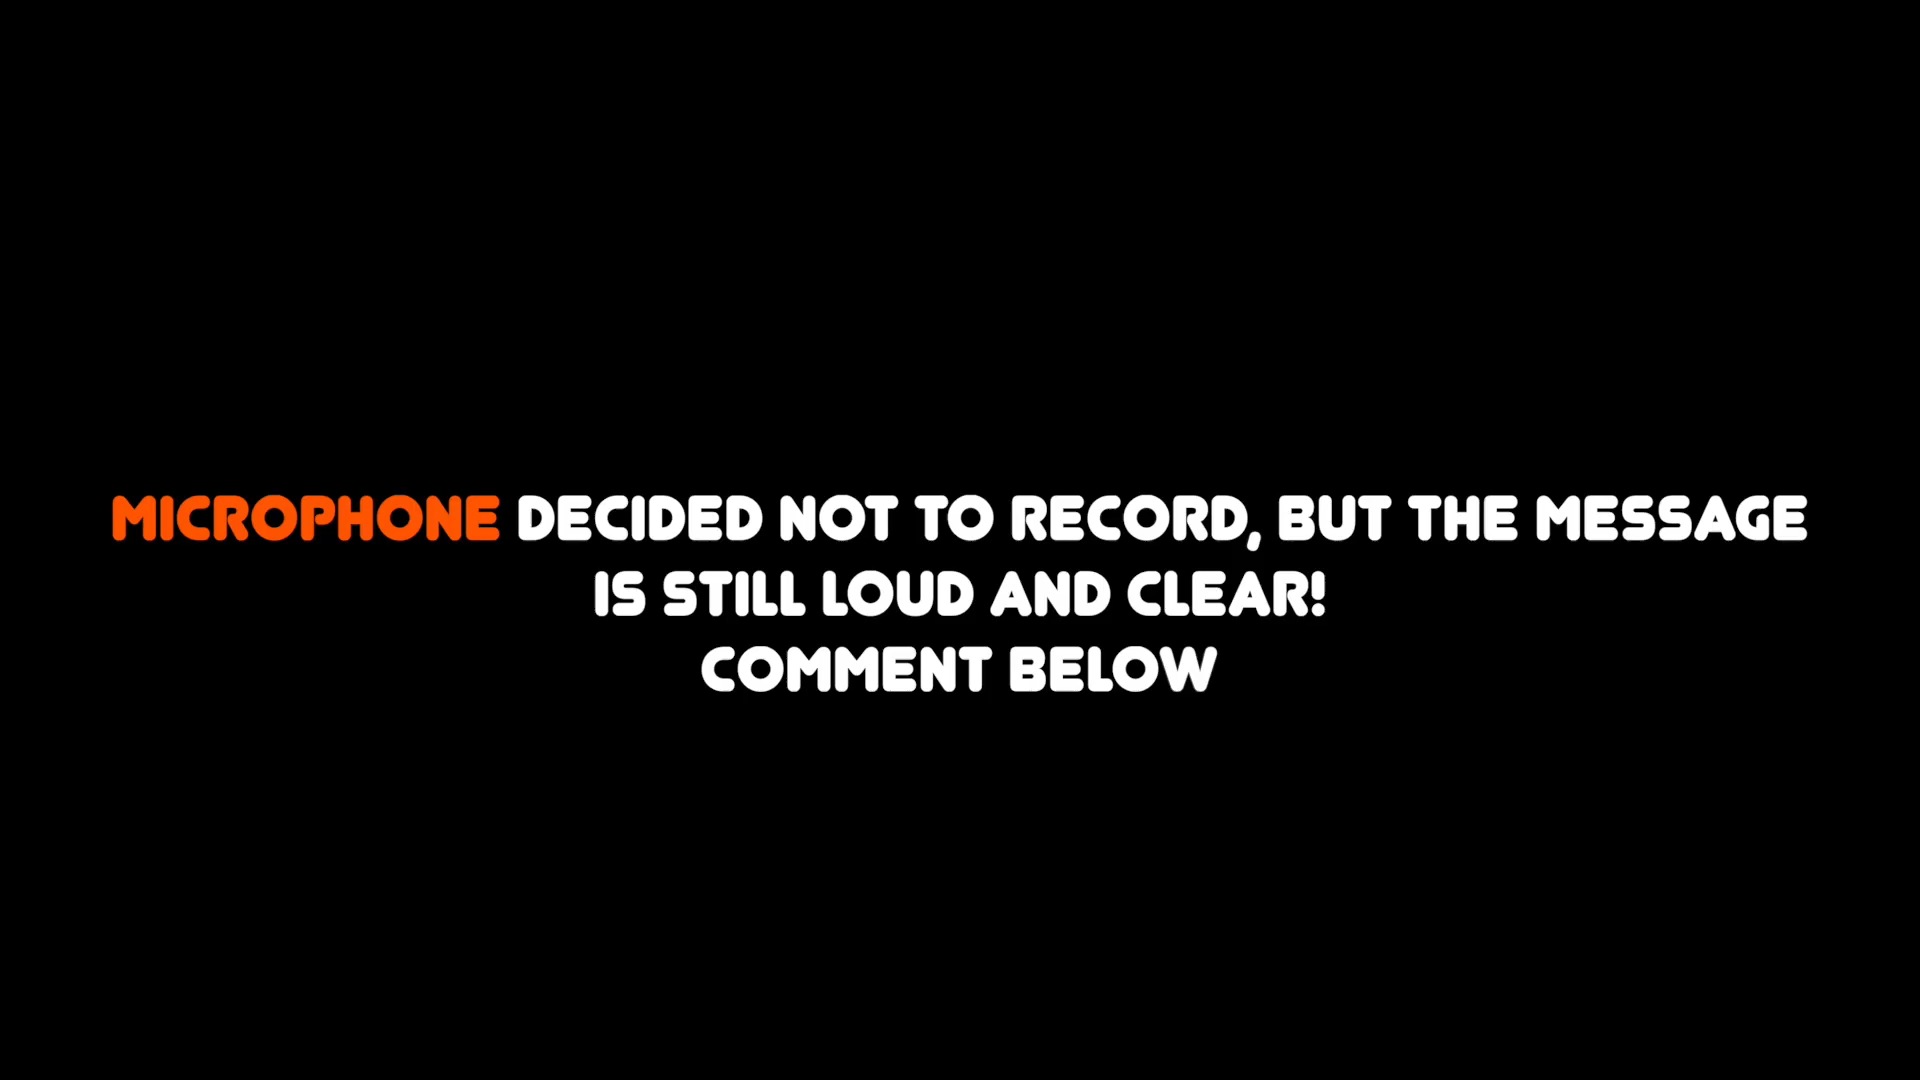 MICROPHONE DECIDED NOT TO RECORD, BUT THE MESSAGE
IS STILL LOUD AND CLEAR!
COMMENT BELOW